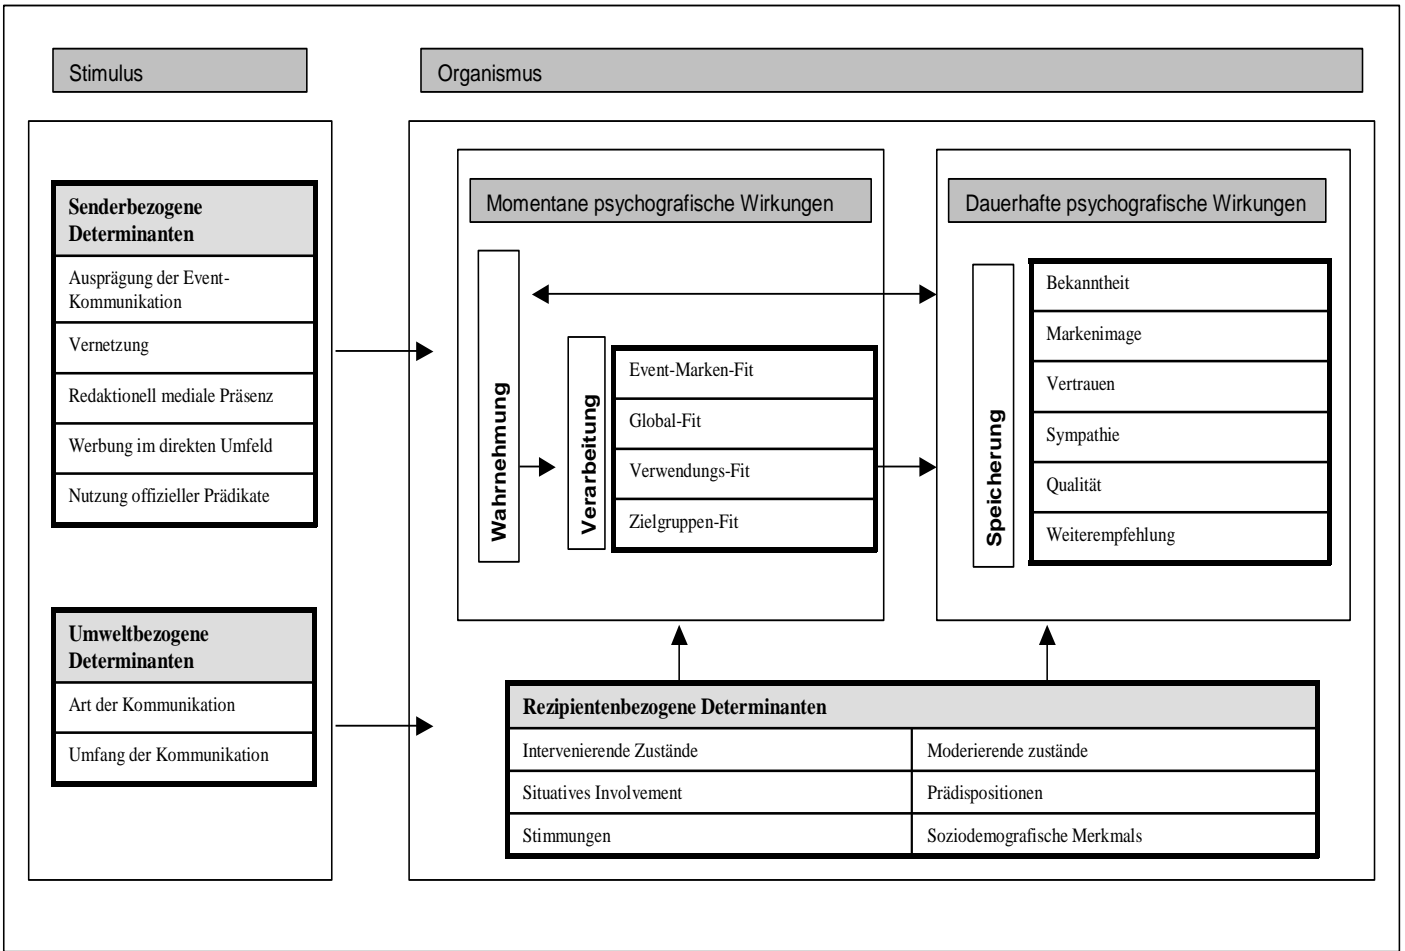 Stimulus
Organismus
Senderbezogene
Determinanten
Ausprägung der Event-
Kommunikation
Vernetzung
Redaktionell mediale Präsenz
Werbung im direkten Umfeld
Nutzung offizieller Prädikate
Umweltbezogene
Determinanten
Art der Kommunikation
Umfang der Kommunikation
Momentane psychografische Wirkungen
Wahrnehmung
Verarbeitung
Event-Marken-Fit
Global-Fit
Verwendungs-Fit
Zielgruppen-Fit
Dauerhafte psychografische Wirkungen
Speicherung
Bekanntheit
Markenimage
Vertrauen
Sympathie
Qualität
Weiterempfehlung
Rezipientenbezogene Determinanten
Intervenierende Zustände
Moderierende zustände
Situatives Involvement
Prädispositionen
Stimmungen
Soziodemografische Merkmals